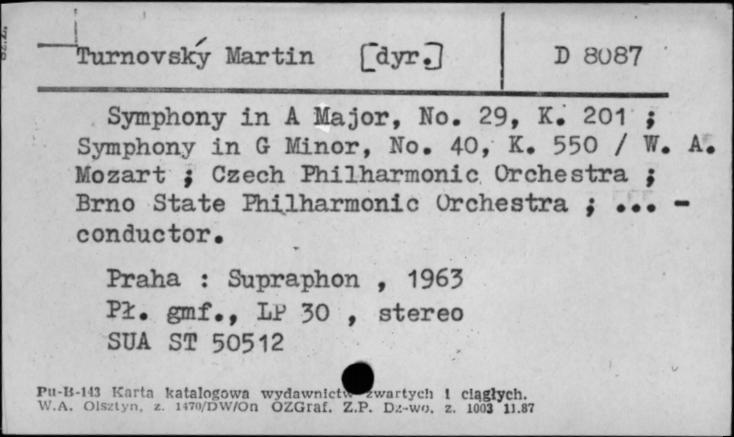 Turnovský Martin [dyr.] D 8087
Symphony in A Major, No. 29, K. 201 ;
Symphony in G Minor, No. 40, K. 550 / W. A.
Mozart ; Czech Philharmonic Orchestra ;
Brno State Philharmonic Orchestra ; ... -
conductor.
Praha : Supraphon , 1963
Pł. gmf., LP 30 , stereo
SUA ST 50512
Pu-B-143 Karta katalogowa wydawnictw zwartych i ciągłych.
W.A. Olsztyn, z. 1470/DW/On OZGraf. Z.P. Dz-wo, z. 1003 11.87